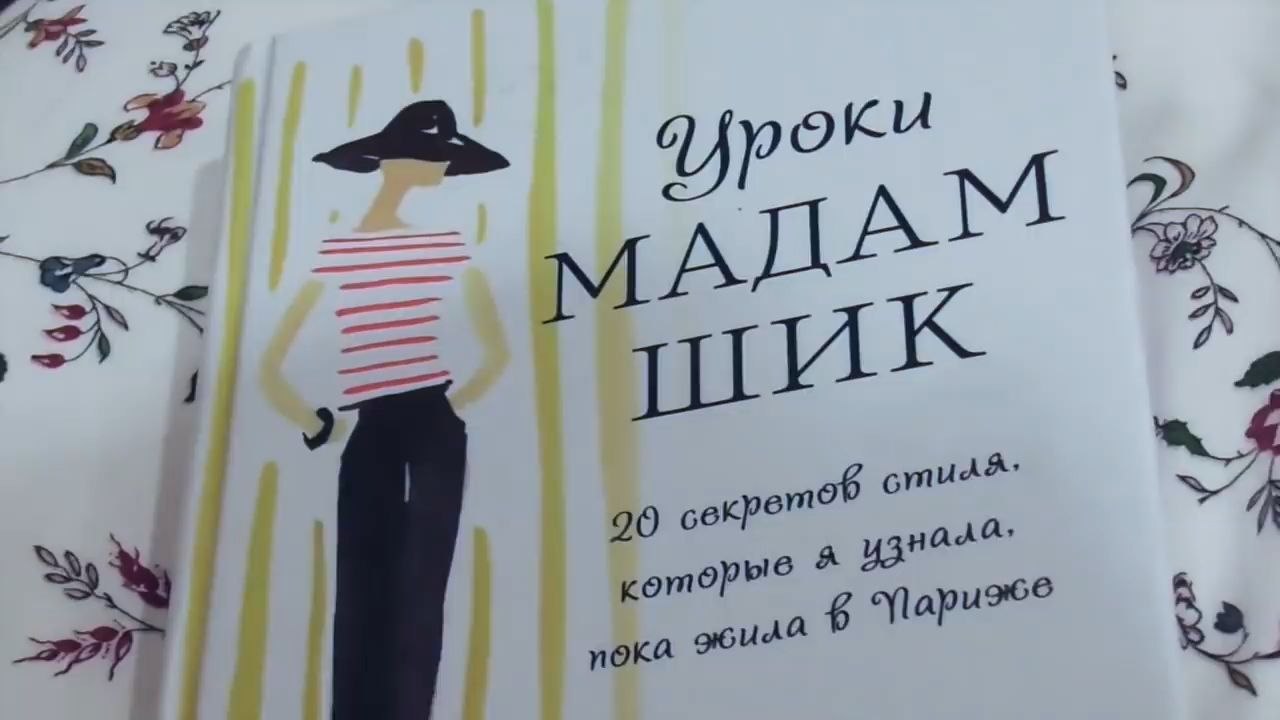 Уроки
МАДАМ
ШИК
20 секретов стиля,
которые я узнала,
пока жила в Париже